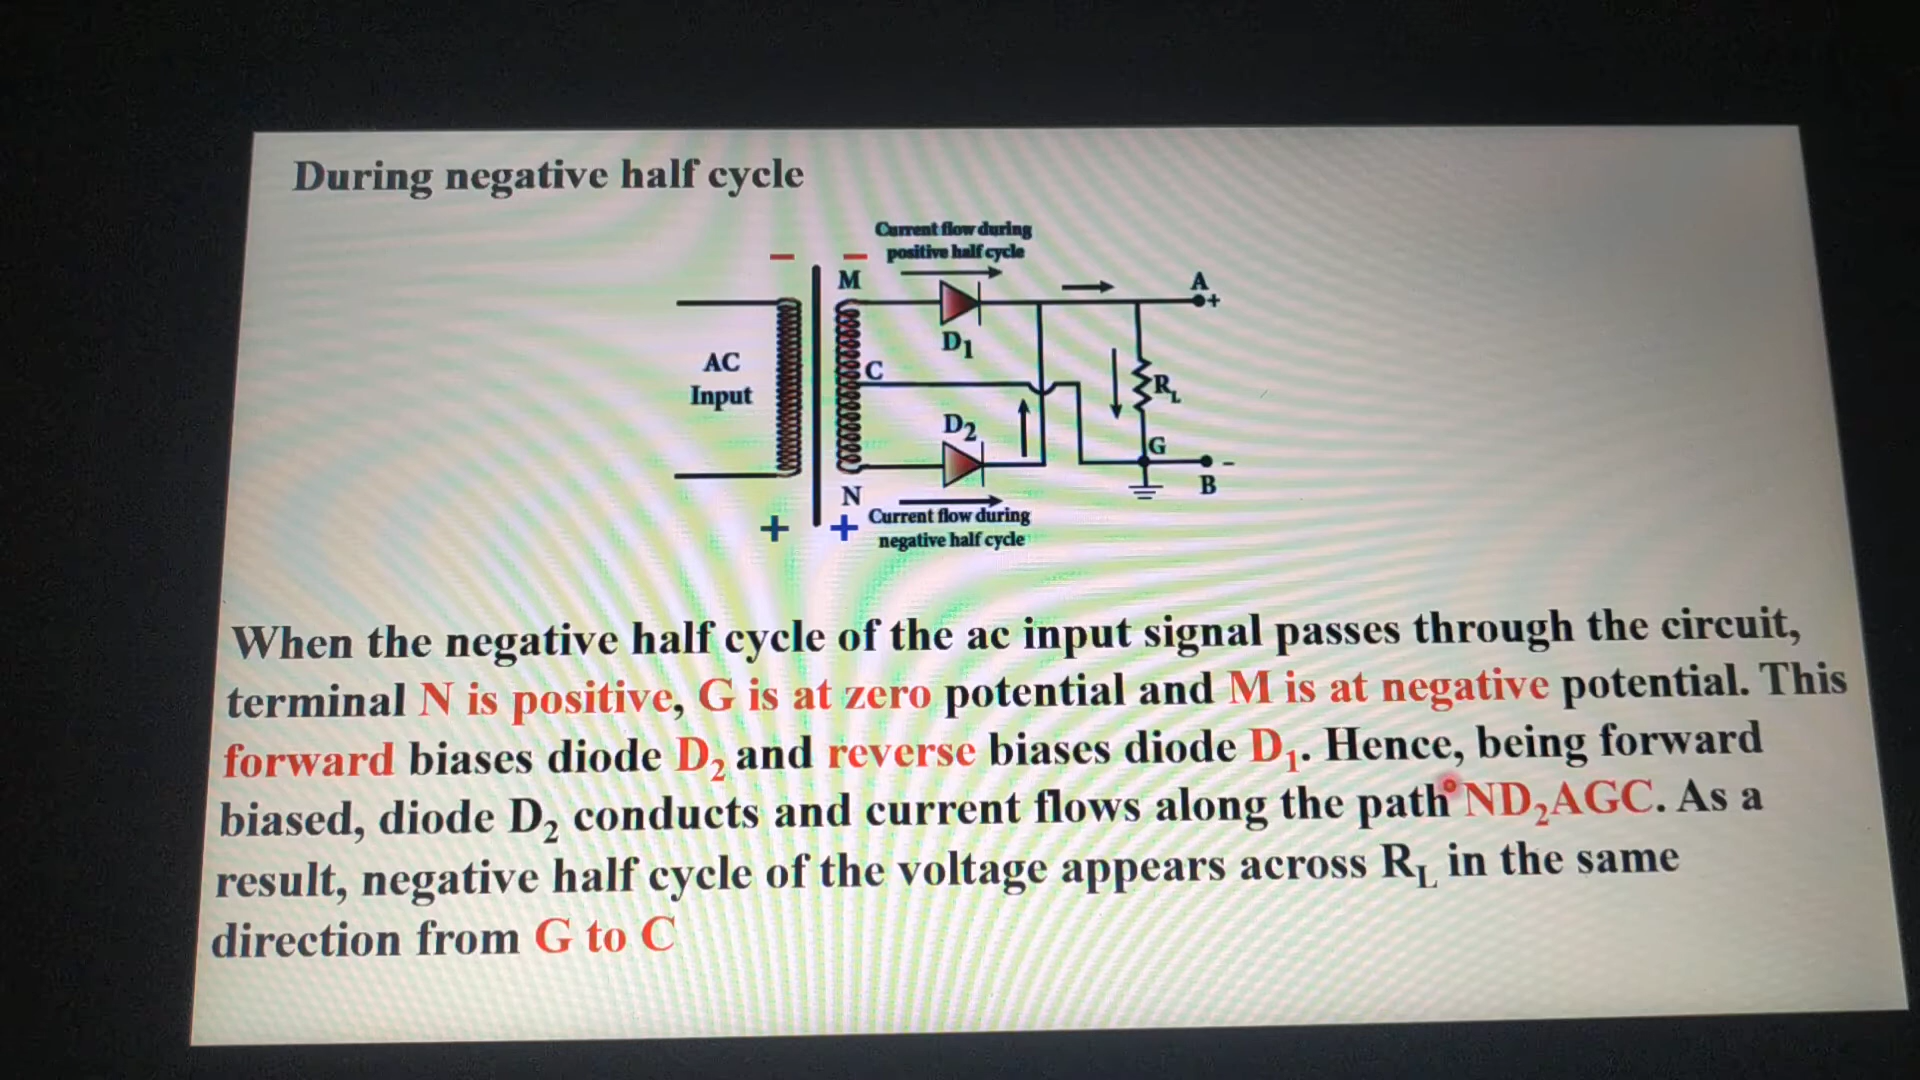 During negative half cycle
Current flow during
positive half cycle
M
A
+
D₁
AC
Input
C
R_L
D₂
G
-
B
N
Current flow during
negative half cycle
When the negative half cycle of the ac input signal passes through the circuit,
terminal N is positive, G is at zero potential and M is at negative potential. This
forward biases diode D₂ and reverse biases diode D₁. Hence, being forward
biased, diode D₂ conducts and current flows along the path ND₂AGC. As a
result, negative half cycle of the voltage appears across R_L in the same
direction from G to C